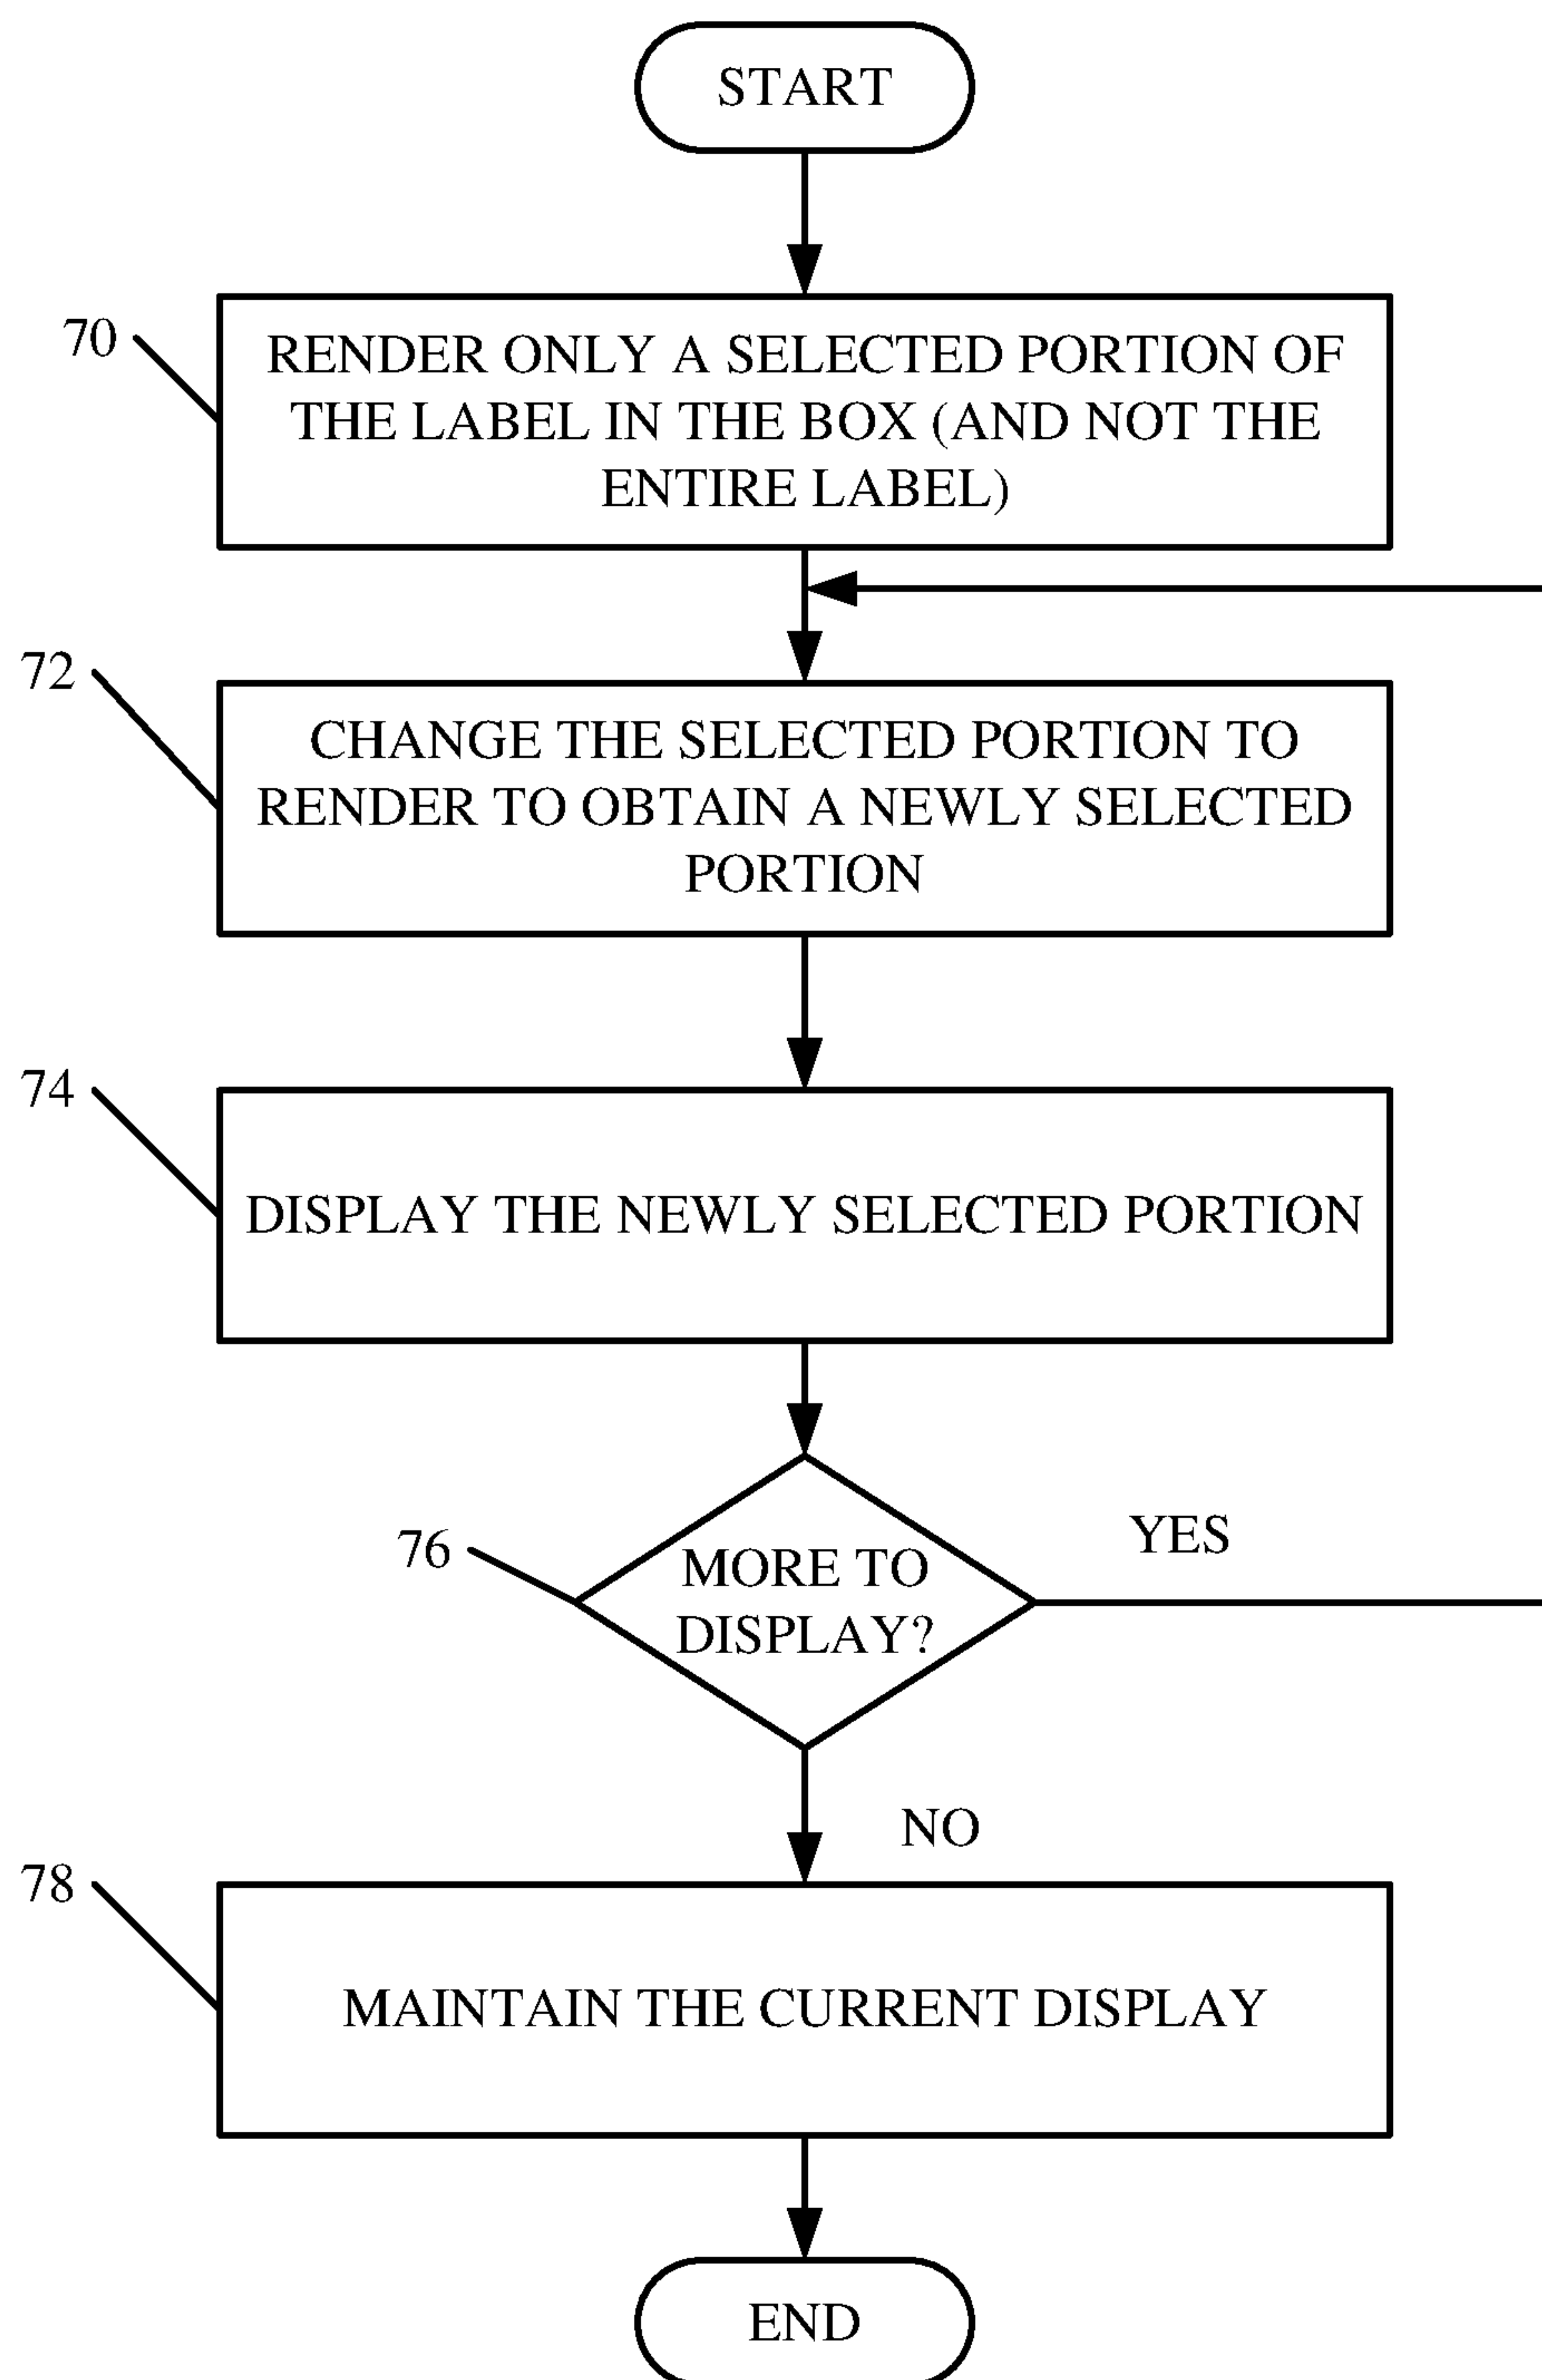 START
70
RENDER ONLY A SELECTED PORTION OF
THE LABEL IN THE BOX (AND NOT THE
ENTIRE LABEL)
72
CHANGE THE SELECTED PORTION TO
RENDER TO OBTAIN A NEWLY SELECTED
PORTION
74
DISPLAY THE NEWLY SELECTED PORTION
76
MORE TO
DISPLAY?
YES
NO
78
MAINTAIN THE CURRENT DISPLAY
END